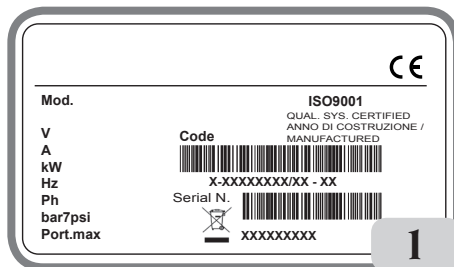 CE
Mod.
ISO9001
QUAL. SYS. CERTIFIED
ANNO DI COSTRUZIONE /
MANUFACTURED
V
Code
A
kW
Hz
X-XXXXXXXX/XX - XX
Ph
Serial N.
bar7psi
Port.max
XXXXXXXXX
1